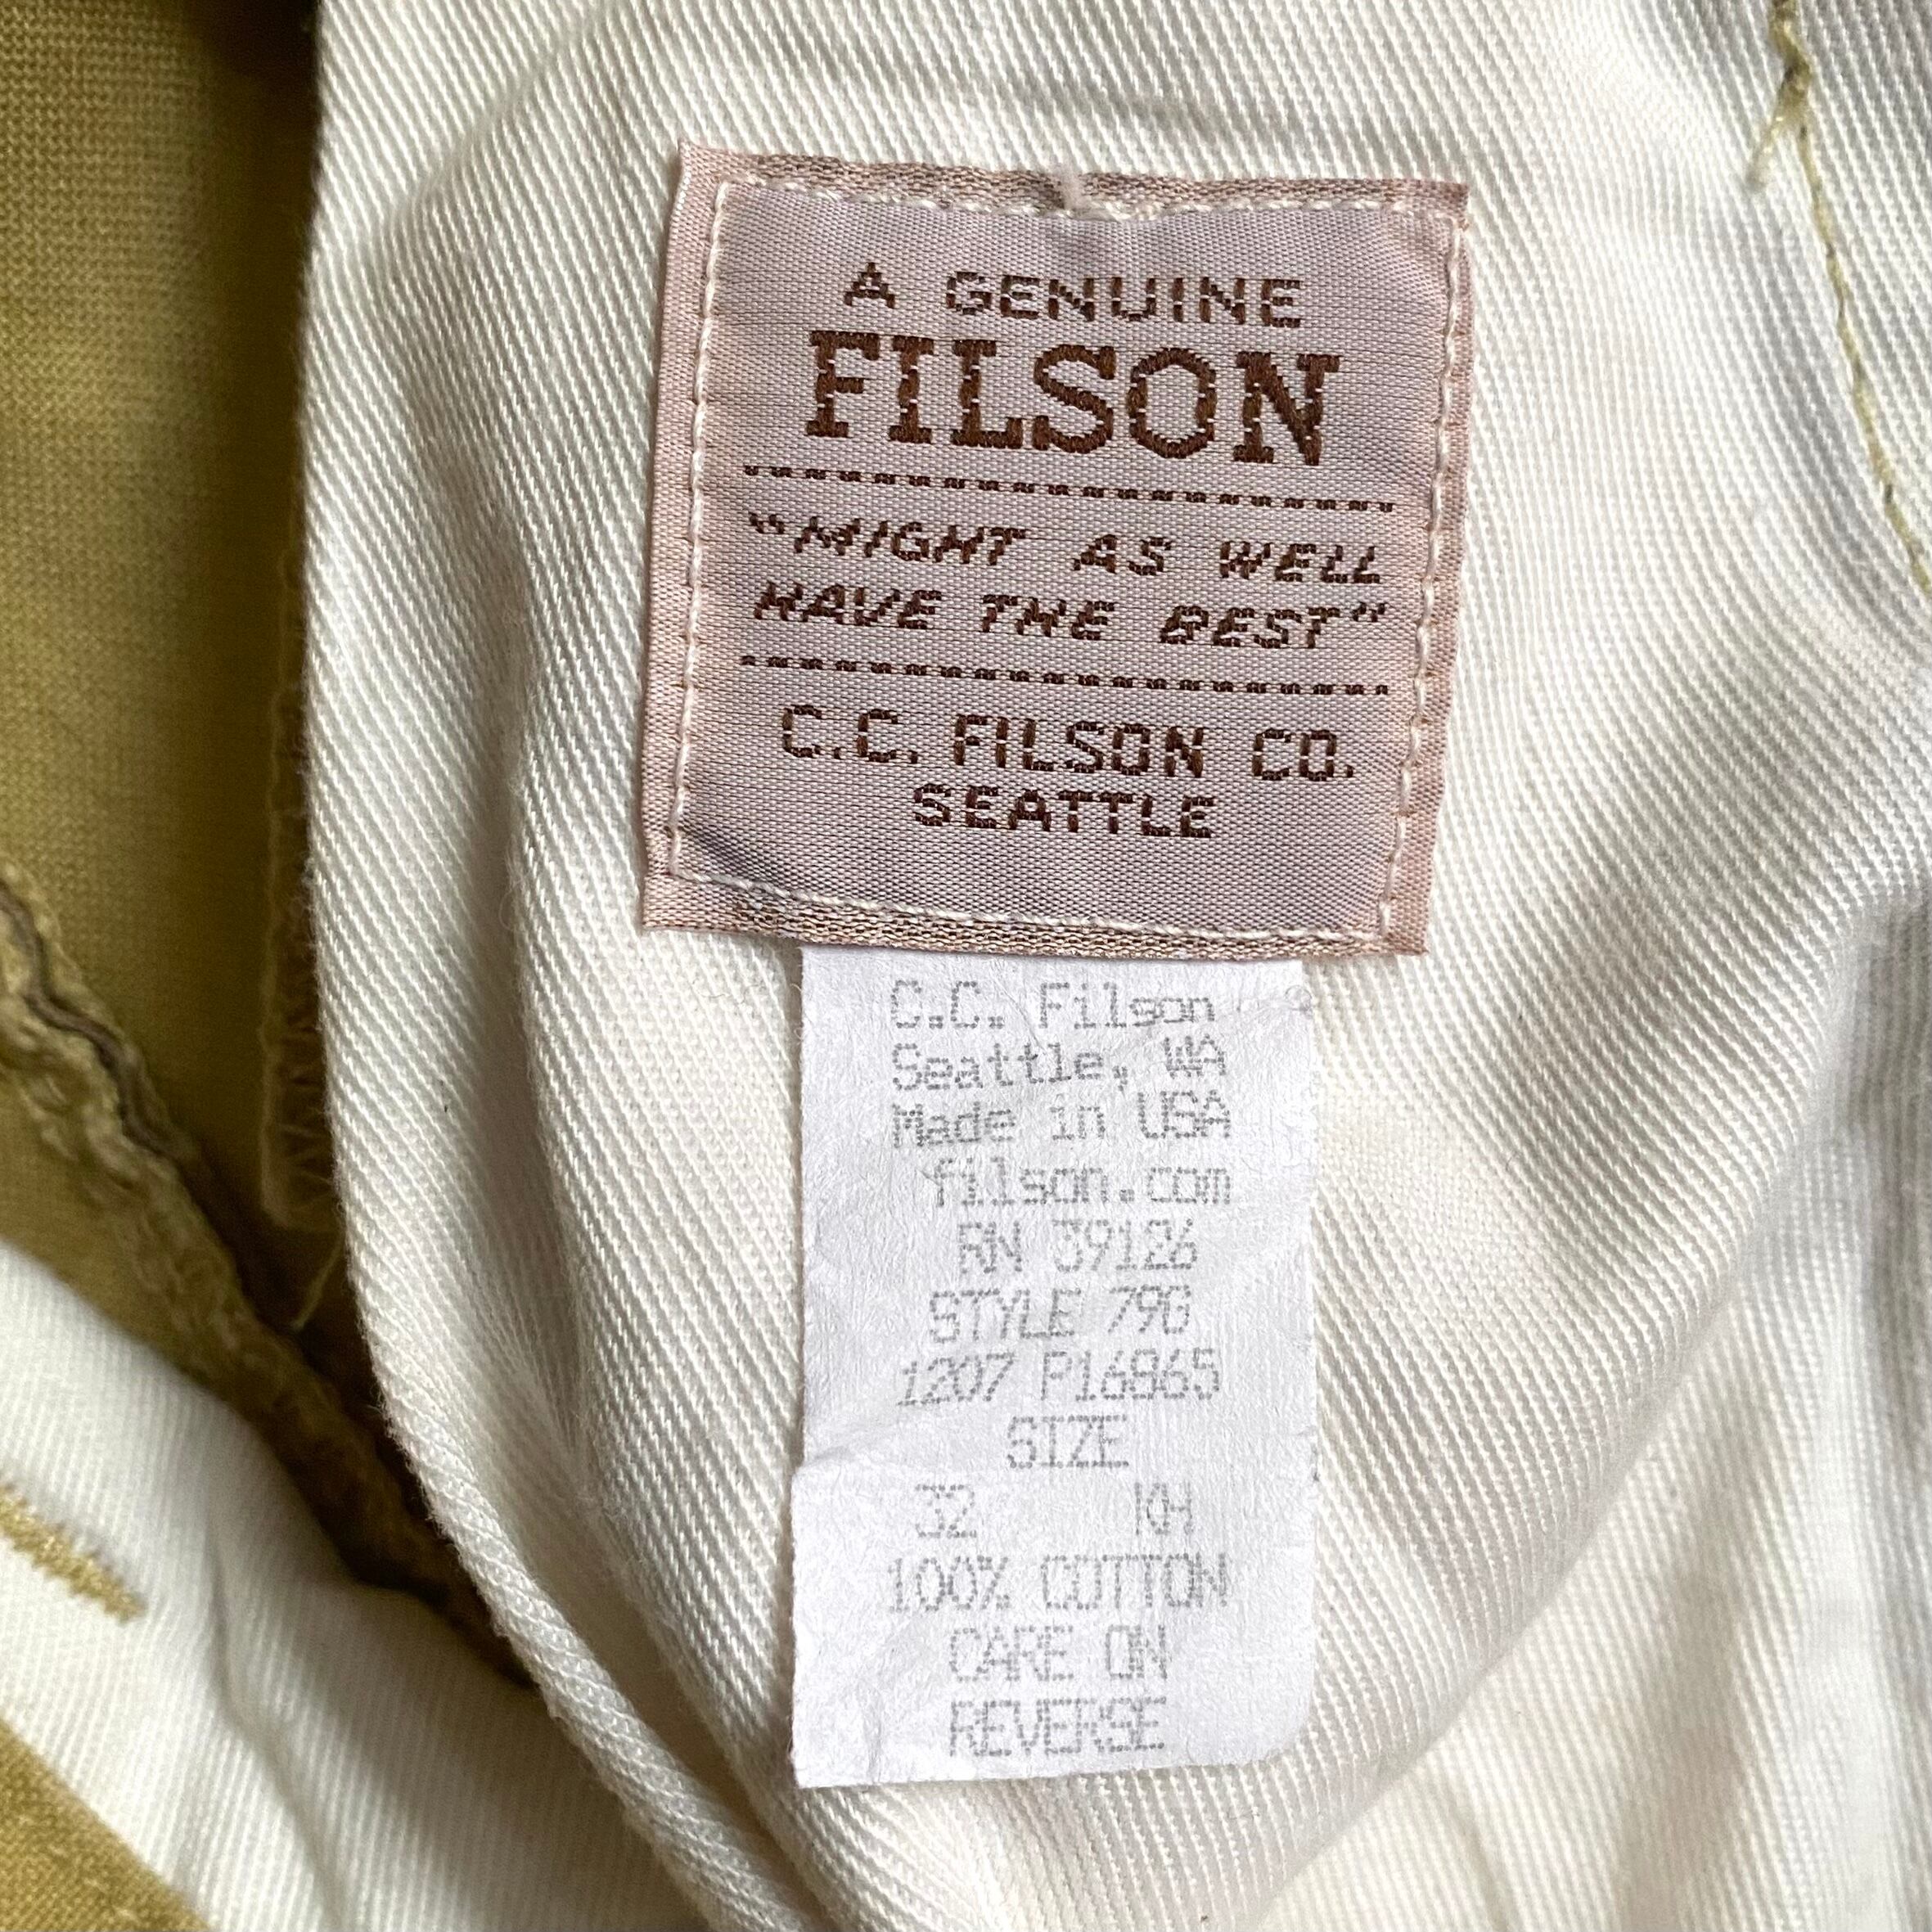 A GENUINE
FILSON
"MIGHT AS WELL
HAVE THE BEST"
C.C. FILSON CO.
SEATTLE
C.C. Filson
Seattle, WA
Made in USA
filson.com
RN 39126
STYLE 790
1207 P16865
SIZE
32 KH
100% COTTON
CARE ON
REVERSE